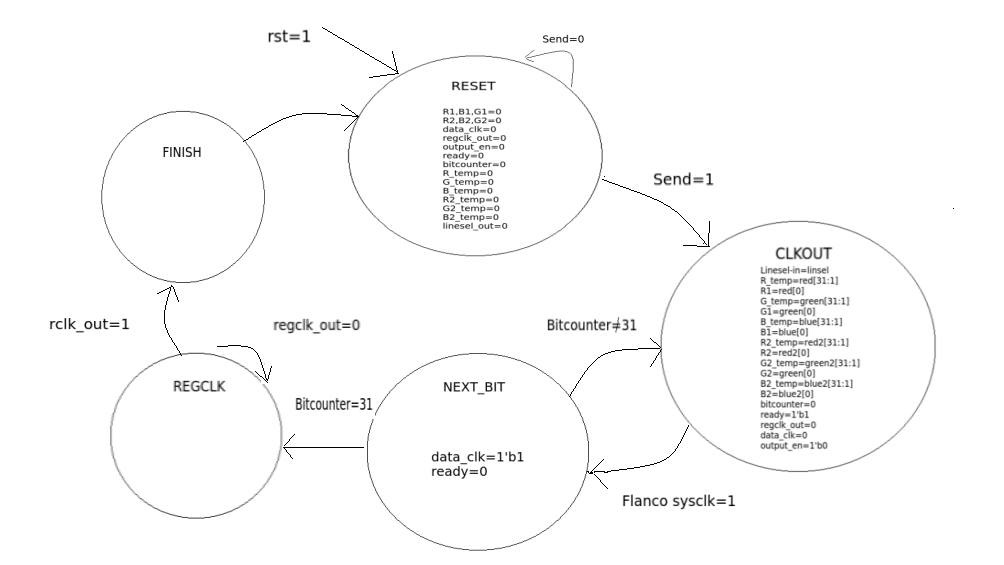 rst=1
Send=0
RESET
R1,B1,G1=0
R2,B2,G2=0
data_clk=0
regclk_out=0
output_en=0
ready=0
bitcounter=0
R_temp=0
G_temp=0
B_temp=0
R2_temp=0
G2_temp=0
B2_temp=0
linesel_out=0
FINISH
Send=1
CLKOUT
Linesel-in=linsel
R_temp=red[31:1]
R1=red[0]
G_temp=green[31:1]
G1=green[0]
B_temp=blue[31:1]
B1=blue[0]
R2_temp=red2[31:1]
R2=red2[0]
G2_temp=green2[31:1]
G2=green[0]
B2_temp=blue2[31:1]
B2=blue2[0]
bitcounter=0
ready=1'b1
regclk_out=0
data_clk=0
output_en=1'b0
rclk_out=1
regclk_out=0
Bitcounter≠31
REGCLK
Bitcounter=31
NEXT_BIT
data_clk=1'b1
ready=0
Flanco sysclk=1